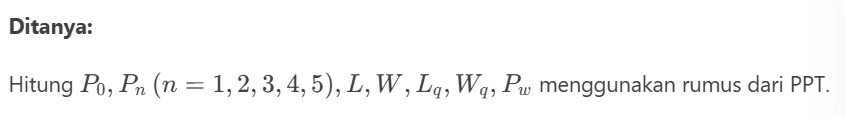 Ditanya:
Hitung P₀, Pₙ (n = 1, 2, 3, 4, 5), L, W, L_q, W_q, P_w menggunakan rumus dari PPT.